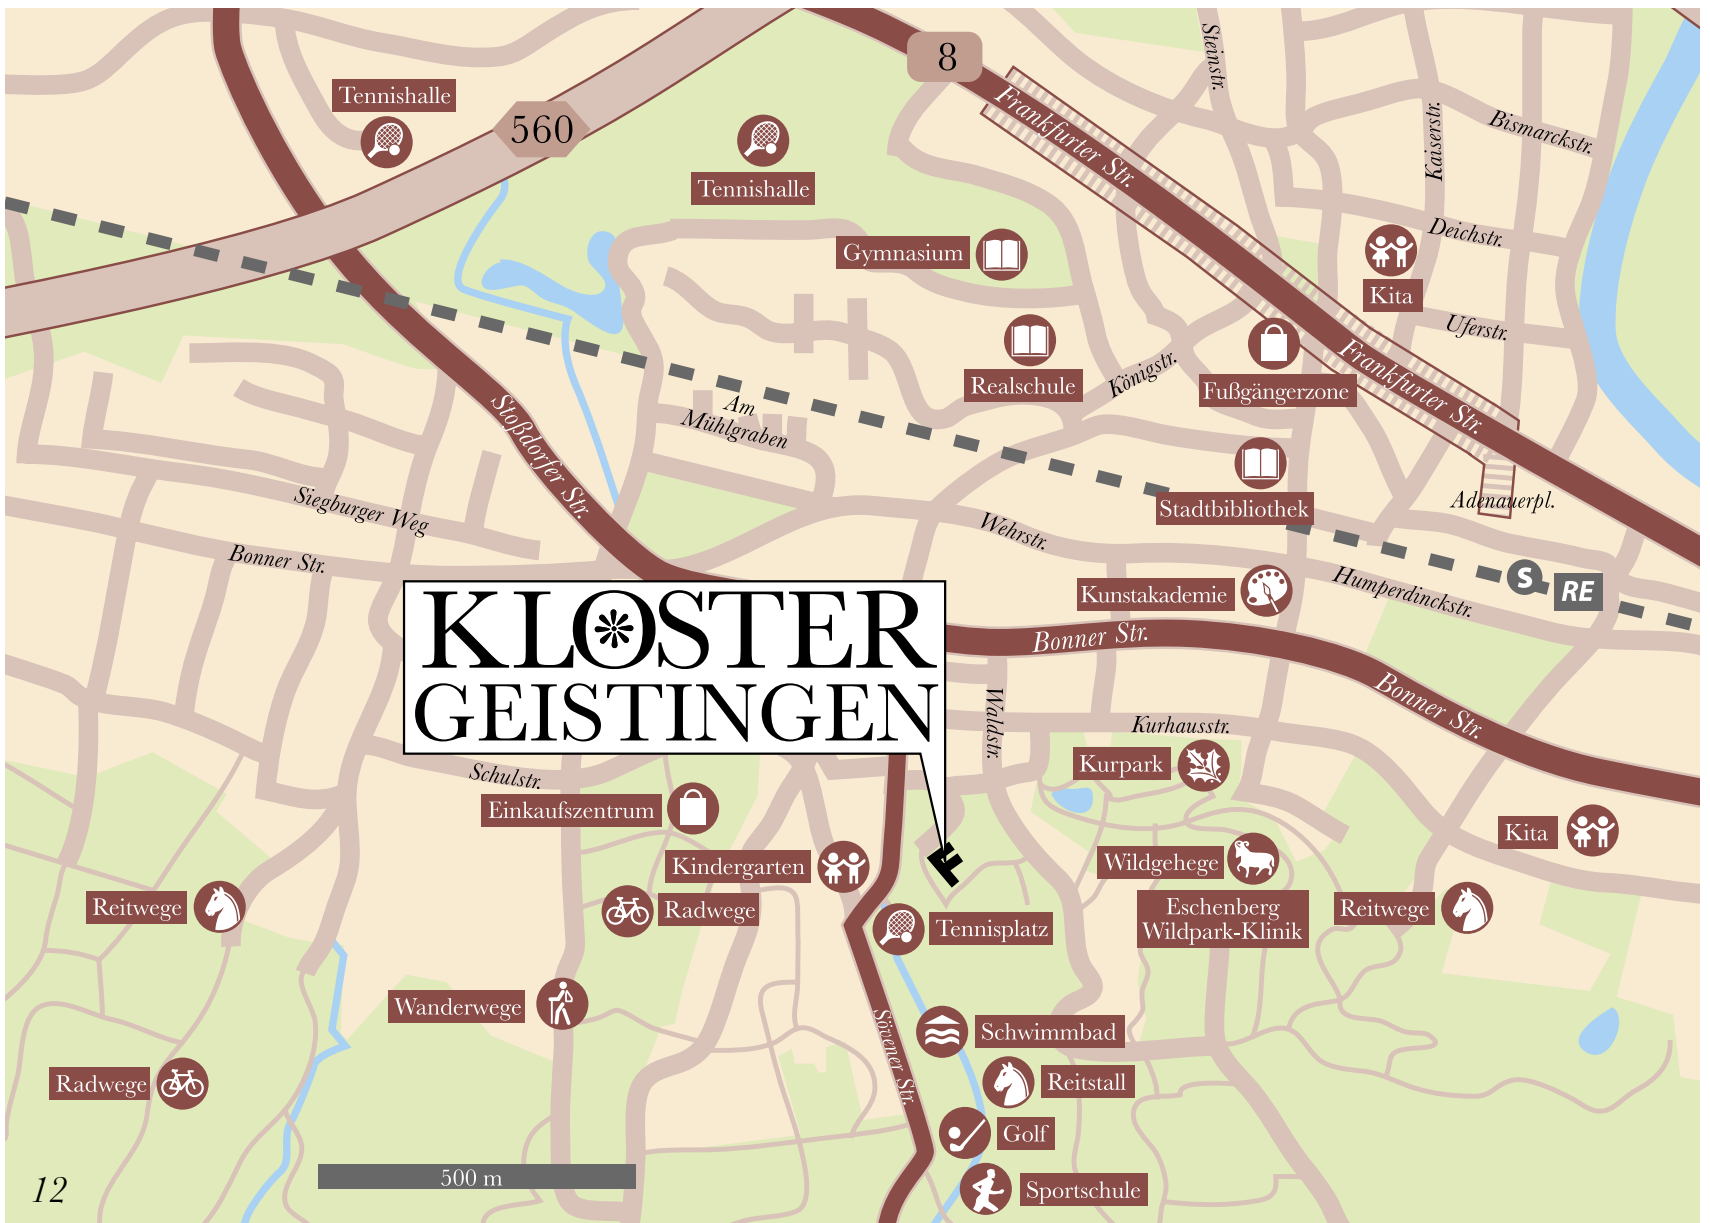 8
Steinstr.
Tennishalle
560
Frankfurter Str.
Kaiserstr.
Bismarckstr.
Tennishalle
Gymnasium
Deichstr.
Kita
Uferstr.
Realschule
Königstr.
Fußgängerzone
Frankfurter Str.
Am
Mühlgraben
Stoßdorfer Str.
Siegburger Weg
Stadtbibliothek
Adenauerpl.
Wehrstr.
Bonner Str.
Kunstakademie
Humperdinckstr.
S
RE
KLOSTER
GEISTINGEN
Bonner Str.
Bonner Str.
Waldstr.
Kurhausstr.
Kurpark
Schulstr.
Einkaufszentrum
Kita
Kindergarten
Wildgehege
Reitwege
Radwege
Eschenberg
Wildpark-Klinik
Reitwege
Tennisplatz
Wanderwege
Sövener Str.
Schwimmbad
Radwege
Reitstall
Golf
500 m
Sportschule
12